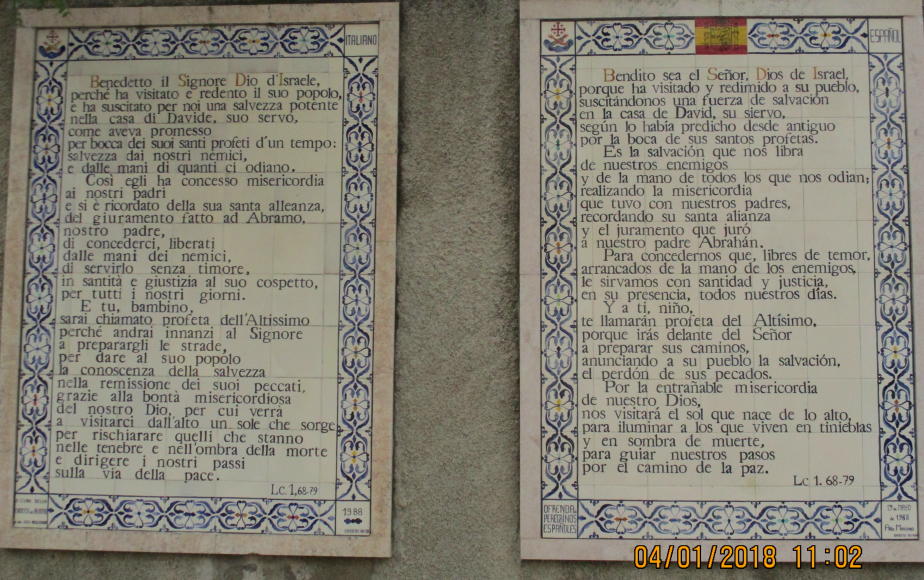 ITALIANO
Benedetto il Signore Dio d'Israele,
perché ha visitato e redento il suo popolo,
e ha suscitato per noi una salvezza potente
nella casa di Davide, suo servo,
come aveva promesso
per bocca dei suoi santi profeti d'un tempo:
salvezza dai nostri nemici,
e dalle mani di quanti ci odiano.
Così egli ha concesso misericordia
ai nostri padri
e si è ricordato della sua santa alleanza,
del giuramento fatto ad Abramo,
nostro padre,
di concederci, liberati
dalle mani dei nemici,
di servirlo senza timore,
in santità e giustizia al suo cospetto,
per tutti i nostri giorni.
E tu, bambino,
sarai chiamato profeta dell'Altissimo
perché andrai innanzi al Signore
a preparargli le strade,
per dare al suo popolo
la conoscenza della salvezza
nella remissione dei suoi peccati,
grazie alla bontà misericordiosa
del nostro Dio, per cui verrà
a visitarci dall'alto un sole che sorge,
per rischiarare quelli che stanno
nelle tenebre e nell'ombra della morte
e dirigere i nostri passi
sulla via della pace.
Lc. 1,68-79
1988
ESPAÑOL
Bendito sea el Señor, Dios de Israel,
porque ha visitado y redimido a su pueblo,
suscitándonos una fuerza de salvación
en la casa de David, su siervo,
según lo había predicho desde antiguo
por la boca de sus santos profetas.
Es la salvación que nos libra
de nuestros enemigos
y de la mano de todos los que nos odian;
realizando la misericordia
que tuvo con nuestros padres,
recordando su santa alianza
y el juramento que juró
a nuestro padre Abrahán.
Para concedernos que, libres de temor,
arrancados de la mano de los enemigos,
le sirvamos con santidad y justicia,
en su presencia, todos nuestros días.
Y a ti, niño,
te llamarán profeta del Altísimo,
porque irás delante del Señor
a preparar sus caminos,
anunciando a su pueblo la salvación,
el perdón de sus pecados.
Por la entrañable misericordia
de nuestro Dios,
nos visitará el sol que nace de lo alto,
para iluminar a los que viven en tinieblas
y en sombra de muerte,
para guiar nuestros pasos
por el camino de la paz.
Lc 1. 68-79
OFRENDA
PEREGRINOS
ESPAÑOLES
de 1988
04/01/2018 11:02